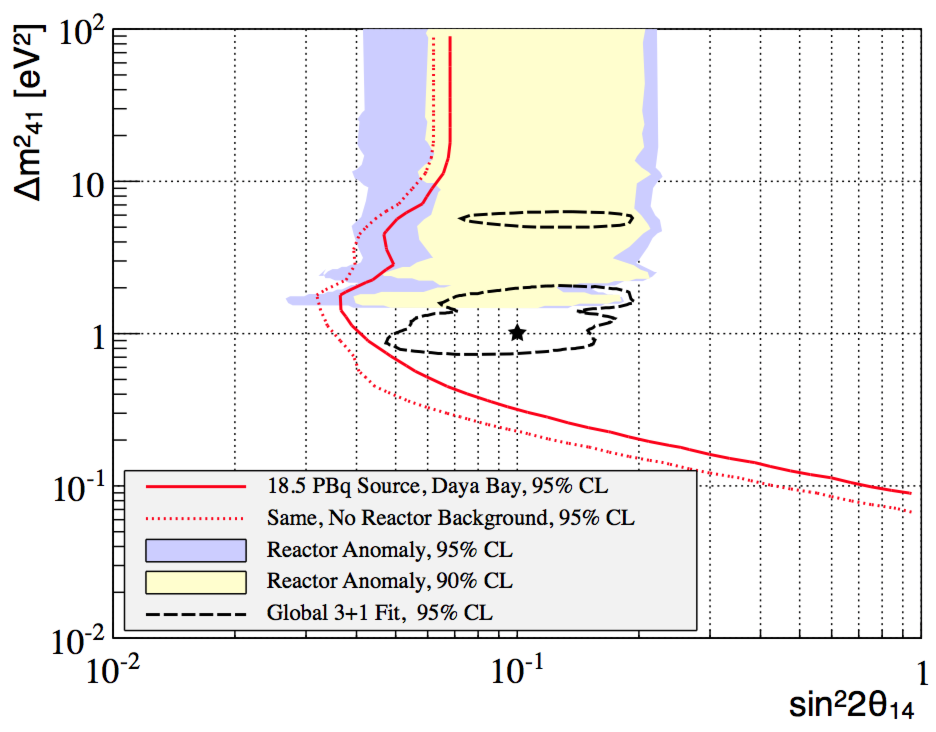 Δm²₄₁ [eV²]
10²
10
1
10⁻¹
10⁻²
18.5 PBq Source, Daya Bay, 95% CL
Same, No Reactor Background, 95% CL
Reactor Anomaly, 95% CL
Reactor Anomaly, 90% CL
Global 3+1 Fit, 95% CL
10⁻²
10⁻¹
1
sin²2θ₁₄